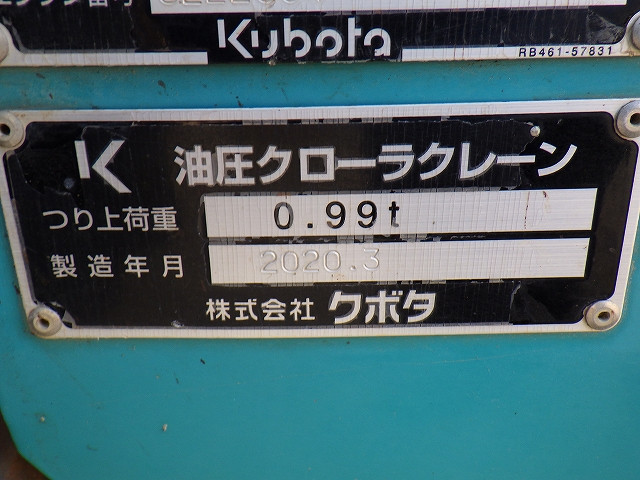 Kubota
RB461-57831
油圧クローラクレーン
つり上荷重 0.99t
製造年月 2020.3
株式会社 クボタ